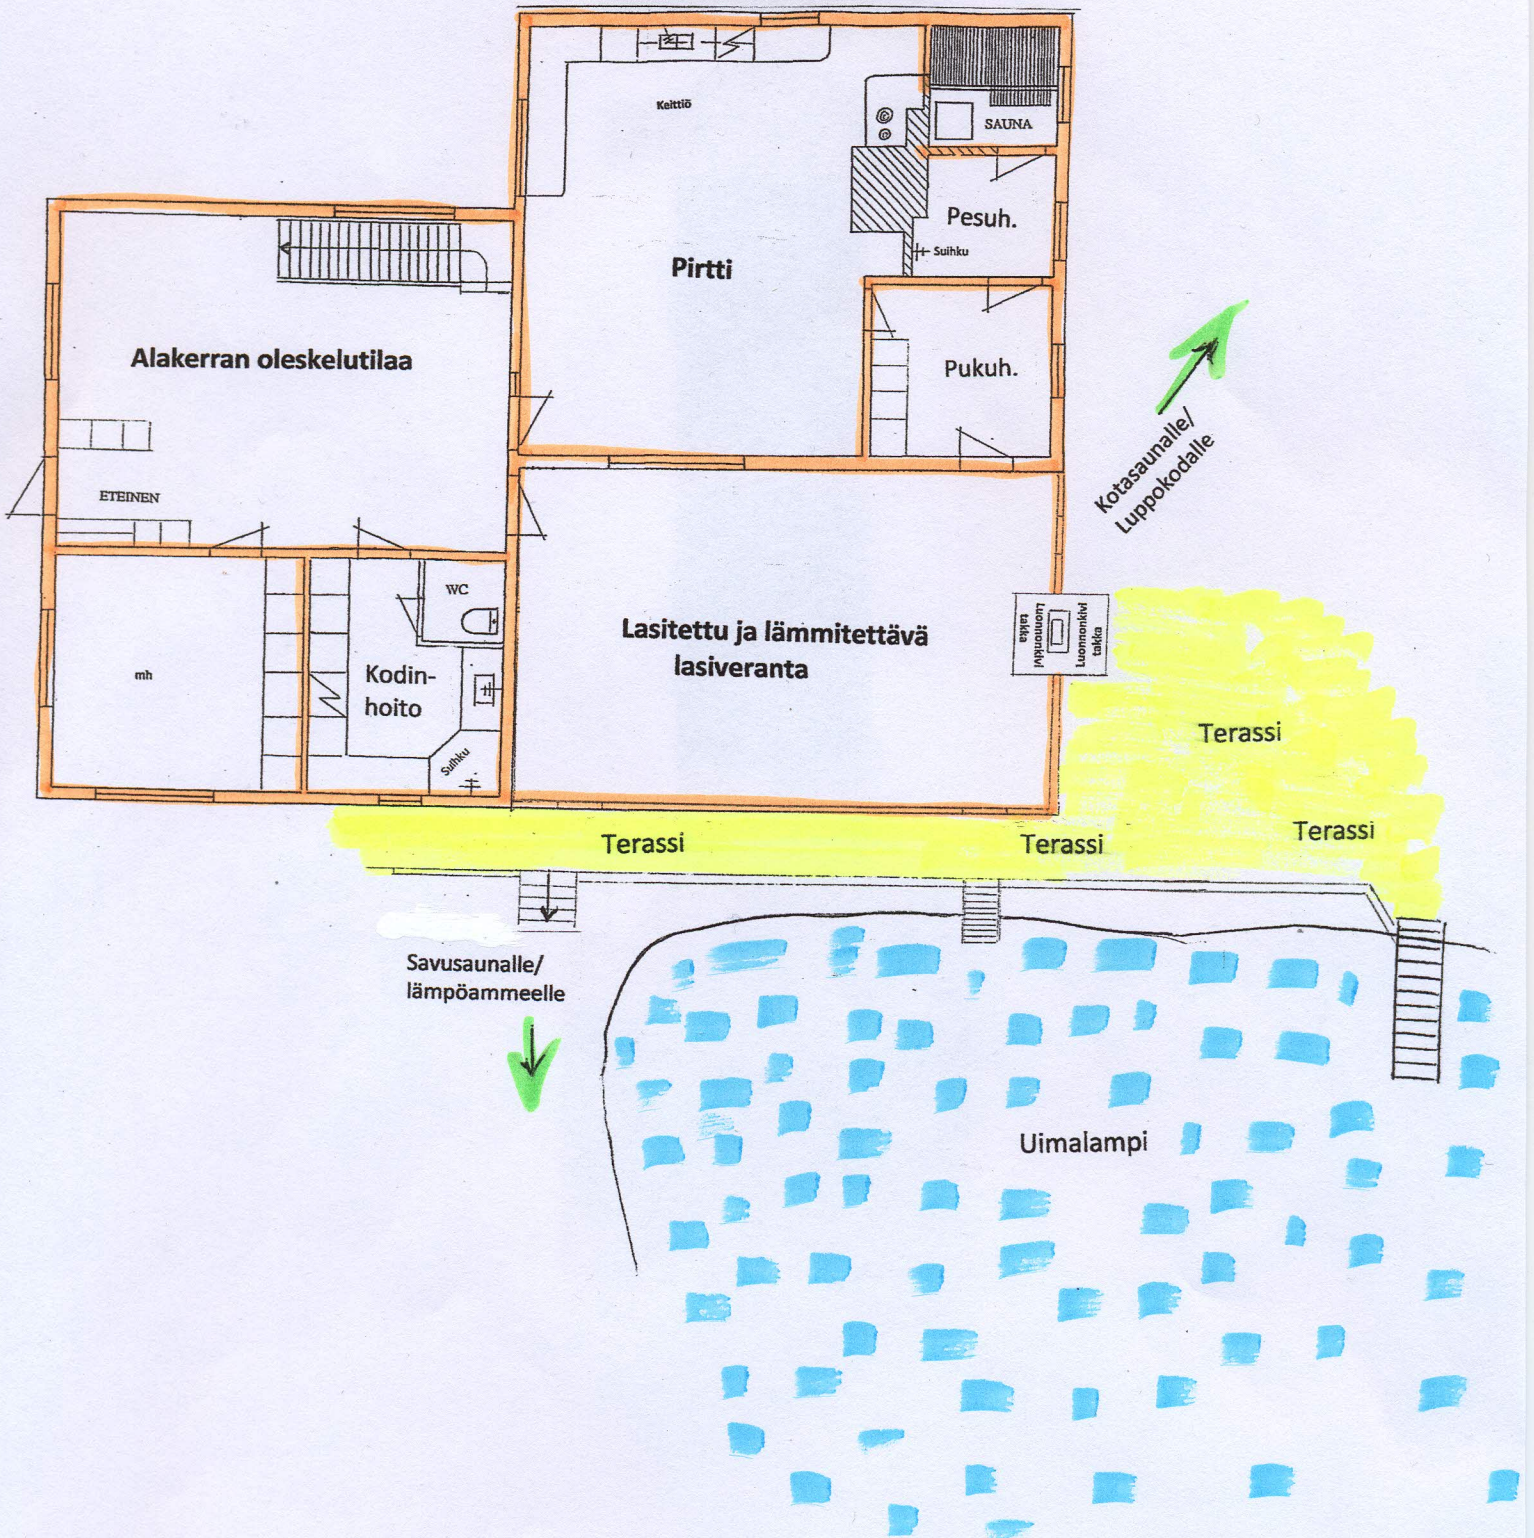 Keittiö
SAUNA
Pesuh.
Suihku
Pirtti
Alakerran oleskelutilaa
Pukuh.
Kotasaunalle/
Luppokodalle
ETEINEN
WC
Lasitettu ja lämmitettävä
lasiveranta
Luonnonkivi
takka
Luonnonkivi
takka
mh
Kodin-
hoito
Suihku
Terassi
Terassi
Terassi
Terassi
Savusaunalle/
lämpöammeelle
Uimalampi